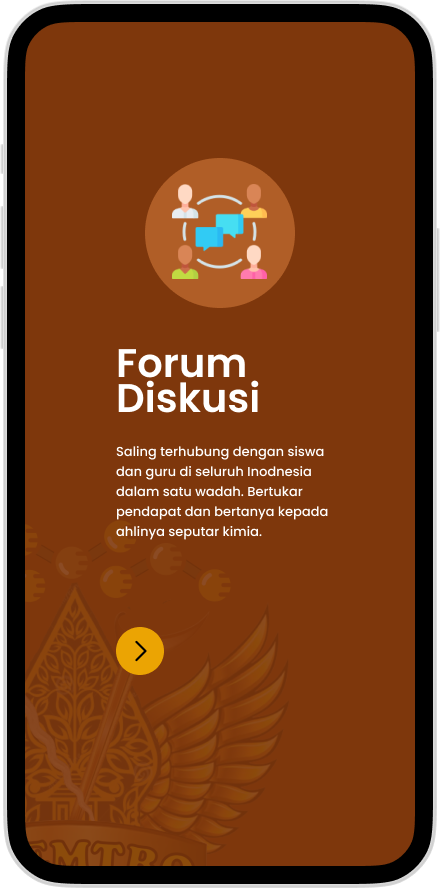 Forum
Diskusi
Saling terhubung dengan siswa
dan guru di seluruh Inodnesia
dalam satu wadah. Bertukar
pendapat dan bertanya kepada
ahlinya seputar kimia.
EMTRO